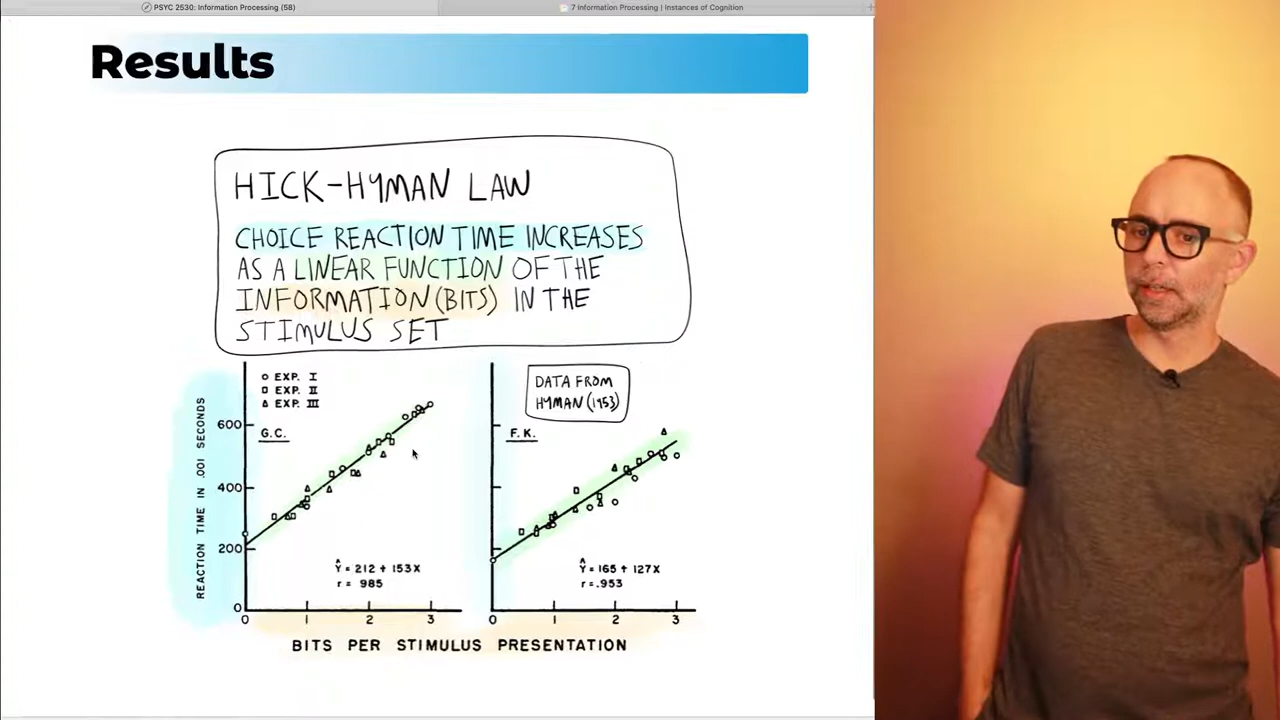 PSYC 2530: Information Processing (58)
7 Information Processing | Instances of Cognition
Results
HICK-HYMAN LAW
CHOICE REACTION TIME INCREASES
AS A LINEAR FUNCTION OF THE
INFORMATION (BITS) IN THE
STIMULUS SET
REACTION TIME IN .001 SECONDS
EXP. I
EXP. II
EXP. III
G.C.
600
400
200
0
Ŷ = 212 + 153X
r = 985
0 1 2 3
DATA FROM
HYMAN (1953)
F.K.
Ŷ = 165 + 127X
r = .953
0 1 2 3
BITS PER STIMULUS PRESENTATION